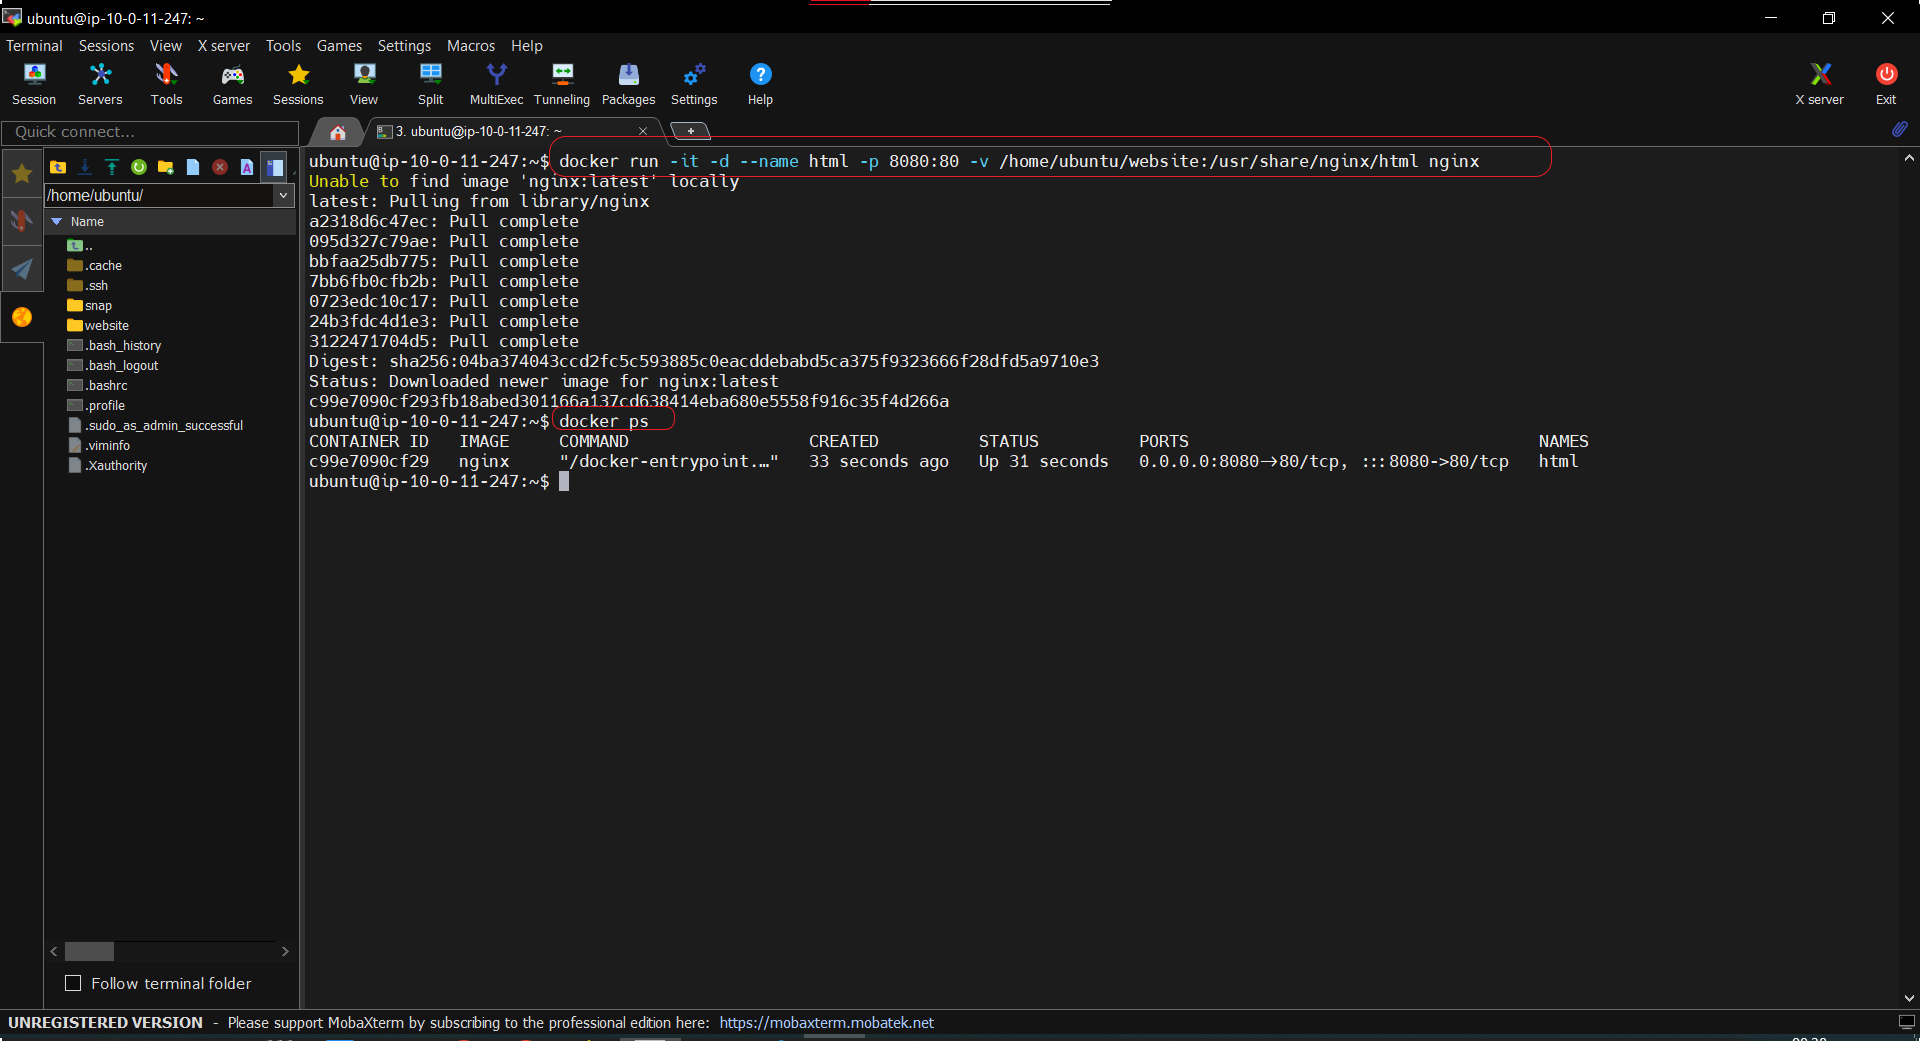 ubuntu@ip-10-0-11-247: ~
Terminal Sessions View X server Tools Games Settings Macros Help
Session Servers Tools Games Sessions View Split MultiExec Tunneling Packages Settings Help X server Exit
Quick connect...
3. ubuntu@ip-10-0-11-247: ~
/home/ubuntu/
Name
..
.cache
.ssh
snap
website
.bash_history
.bash_logout
.bashrc
.profile
.sudo_as_admin_successful
.viminfo
.Xauthority
Follow terminal folder
ubuntu@ip-10-0-11-247:~$ docker run -it -d --name html -p 8080:80 -v /home/ubuntu/website:/usr/share/nginx/html nginx
Unable to find image 'nginx:latest' locally
latest: Pulling from library/nginx
a2318d6c47ec: Pull complete
095d327c79ae: Pull complete
bbfaa25db775: Pull complete
7bb6fb0cfb2b: Pull complete
0723edc10c17: Pull complete
24b3fdc4d1e3: Pull complete
3122471704d5: Pull complete
Digest: sha256:04ba374043ccd2fc5c593885c0eacddebabd5ca375f9323666f28dfd5a9710e3
Status: Downloaded newer image for nginx:latest
c99e7090cf293fb18abed301166a137cd638414eba680e5558f916c35f4d266a
ubuntu@ip-10-0-11-247:~$ docker ps
CONTAINER ID IMAGE COMMAND CREATED STATUS PORTS NAMES
c99e7090cf29 nginx "/docker-entrypoint.…" 33 seconds ago Up 31 seconds 0.0.0.0:8080->80/tcp, :::8080->80/tcp html
ubuntu@ip-10-0-11-247:~$
UNREGISTERED VERSION - Please support MobaXterm by subscribing to the professional edition here: https://mobaxterm.mobatek.net